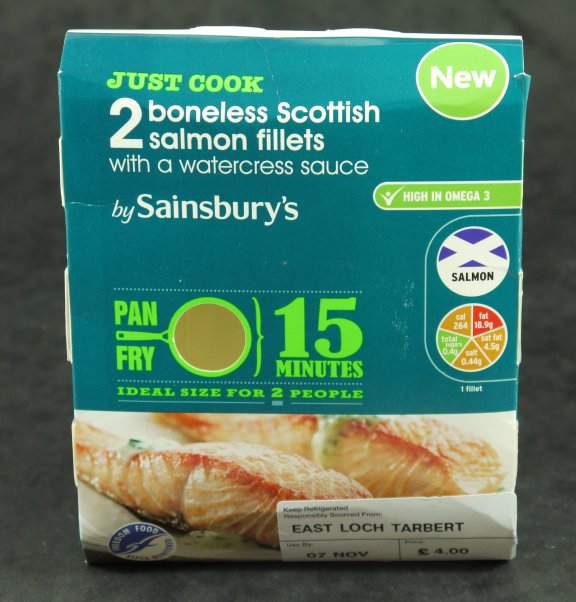 JUST COOK
New
2 boneless Scottish
salmon fillets
with a watercress sauce
HIGH IN OMEGA 3
by Sainsbury's
SALMON
PAN
FRY
15
MINUTES
cal
264
fat
18.9g
sat fat
4.5g
salt
0.44g
total
sugars
0.4g
1 fillet
IDEAL SIZE FOR 2 PEOPLE
Keep Refrigerated
Responsibly Sourced From:
EAST LOCH TARBERT
Use By:
07 NOV
Price:
£ 4.00
FREEDOM FOOD